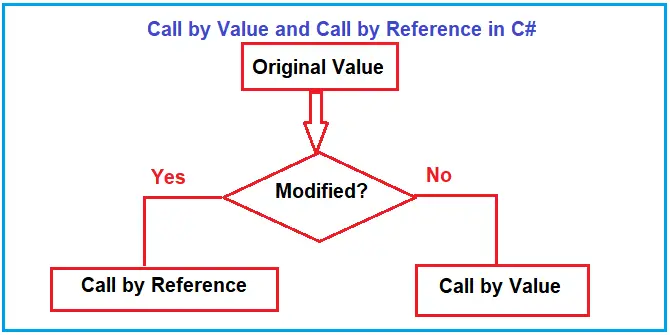 Call by Value and Call by Reference in C#
Original Value
Modified?
Yes
No
Call by Reference
Call by Value